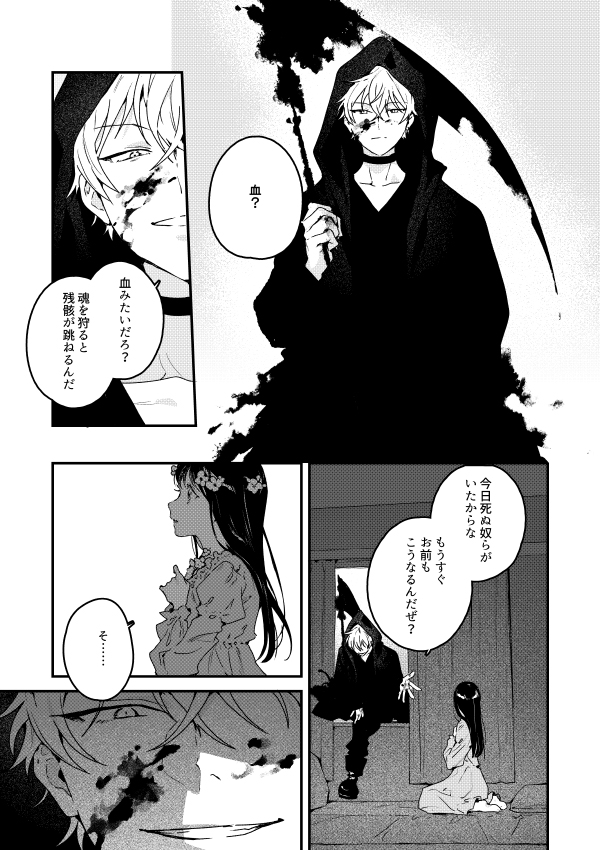 血？
血みたいだろ？
魂を狩ると
残骸が跳ねるんだ
今日死ぬ奴らが
いたからな
もうすぐ
お前も
こうなるんだぜ？
そ……